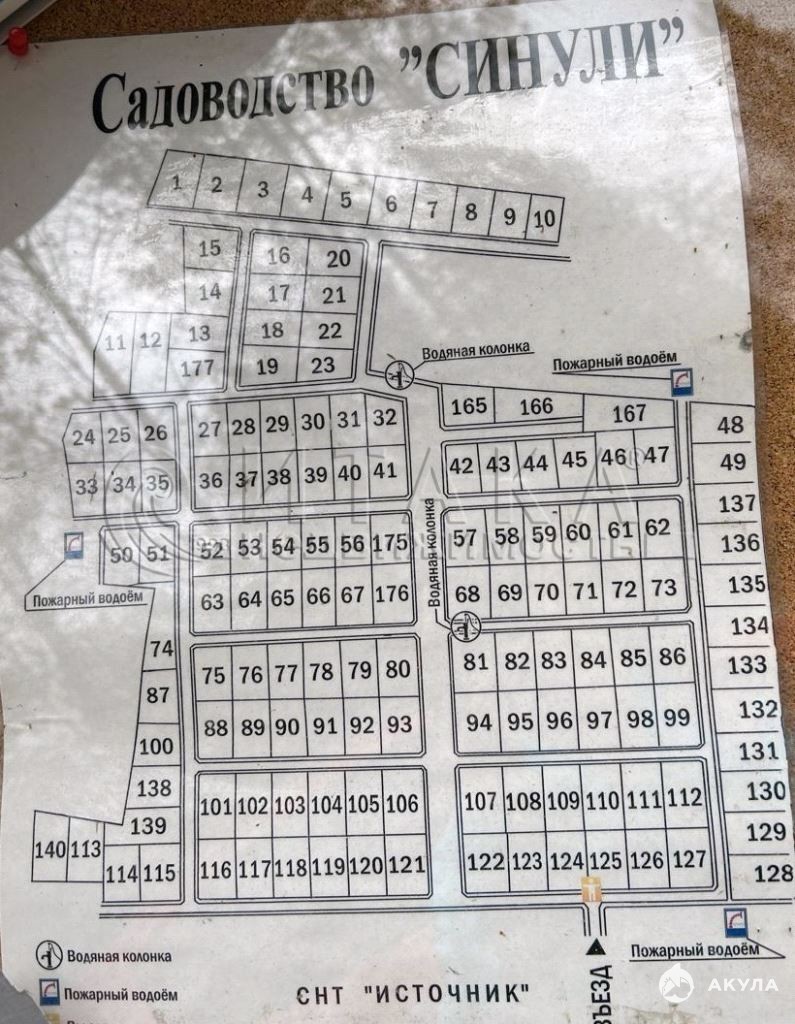 Садоводство "СИНУЛИ"
1 2 3 4 5 6 7 8 9 10
15 16 20
14 17 21
11 12 13 18 22
177 19 23
Водяная колонка
Пожарный водоём
165 166 167
24 25 26 27 28 29 30 31 32 48
33 34 35 36 37 38 39 40 41 42 43 44 45 46 47 49
137
Водяная колонка
50 51 52 53 54 55 56 175 57 58 59 60 61 62 136
Пожарный водоём
63 64 65 66 67 176 68 69 70 71 72 73 135
134
74 75 76 77 78 79 80 81 82 83 84 85 86 133
87 88 89 90 91 92 93 94 95 96 97 98 99 132
100 131
138 101 102 103 104 105 106 107 108 109 110 111 112 130
139 129
140 113 114 115 116 117 118 119 120 121 122 123 124 125 126 127 128
Водяная колонка
Пожарный водоём
СНТ "ИСТОЧНИК"
ВЪЕЗД
Пожарный водоём
ИТАКА
АКУЛА